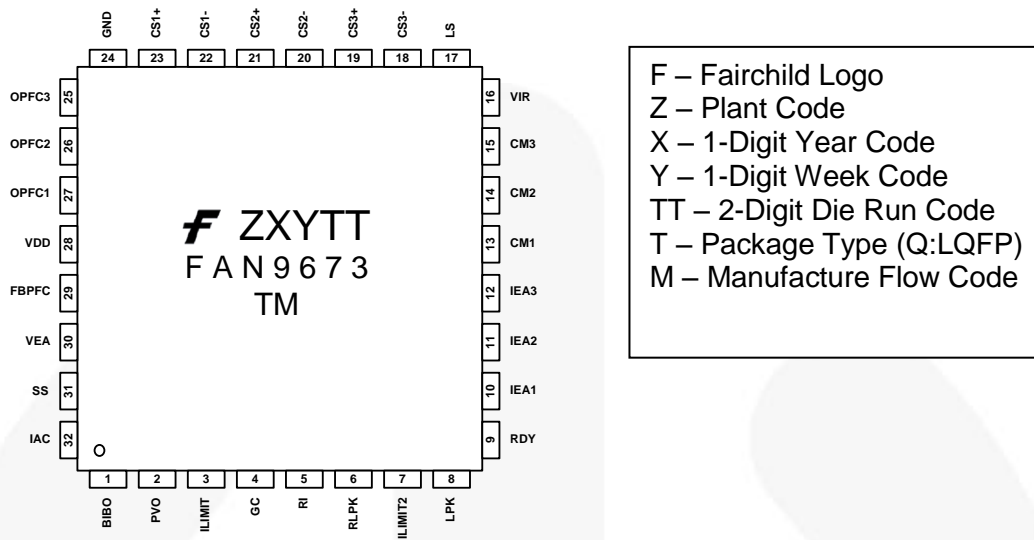 GND CS1+ CS1- CS2+ CS2- CS3+ CS3- LS
24 23 22 21 20 19 18 17
OPFC3 25
OPFC2 26
OPFC1 27
VDD 28
FBPFC 29
VEA 30
SS 31
IAC 32
ZXYTT
FAN9673
TM
16 VIR
15 CM3
14 CM2
13 CM1
12 IEA3
11 IEA2
10 IEA1
9 RDY
1 2 3 4 5 6 7 8
BIBO PVO ILIMIT GC RI RLPK ILIMIT2 LPK
F – Fairchild Logo
Z – Plant Code
X – 1-Digit Year Code
Y – 1-Digit Week Code
TT – 2-Digit Die Run Code
T – Package Type (Q:LQFP)
M – Manufacture Flow Code